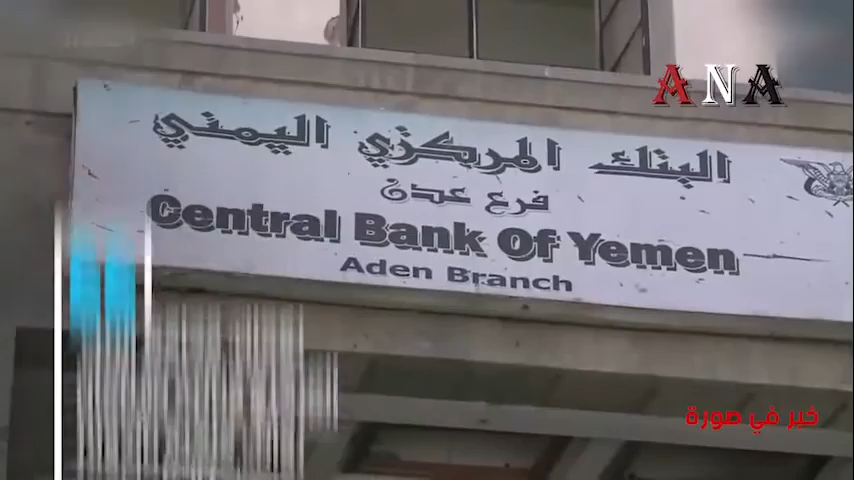 ANA
البنك المركزي اليمني
فرع عدن
Central Bank Of Yemen
Aden Branch
خبر في صورة